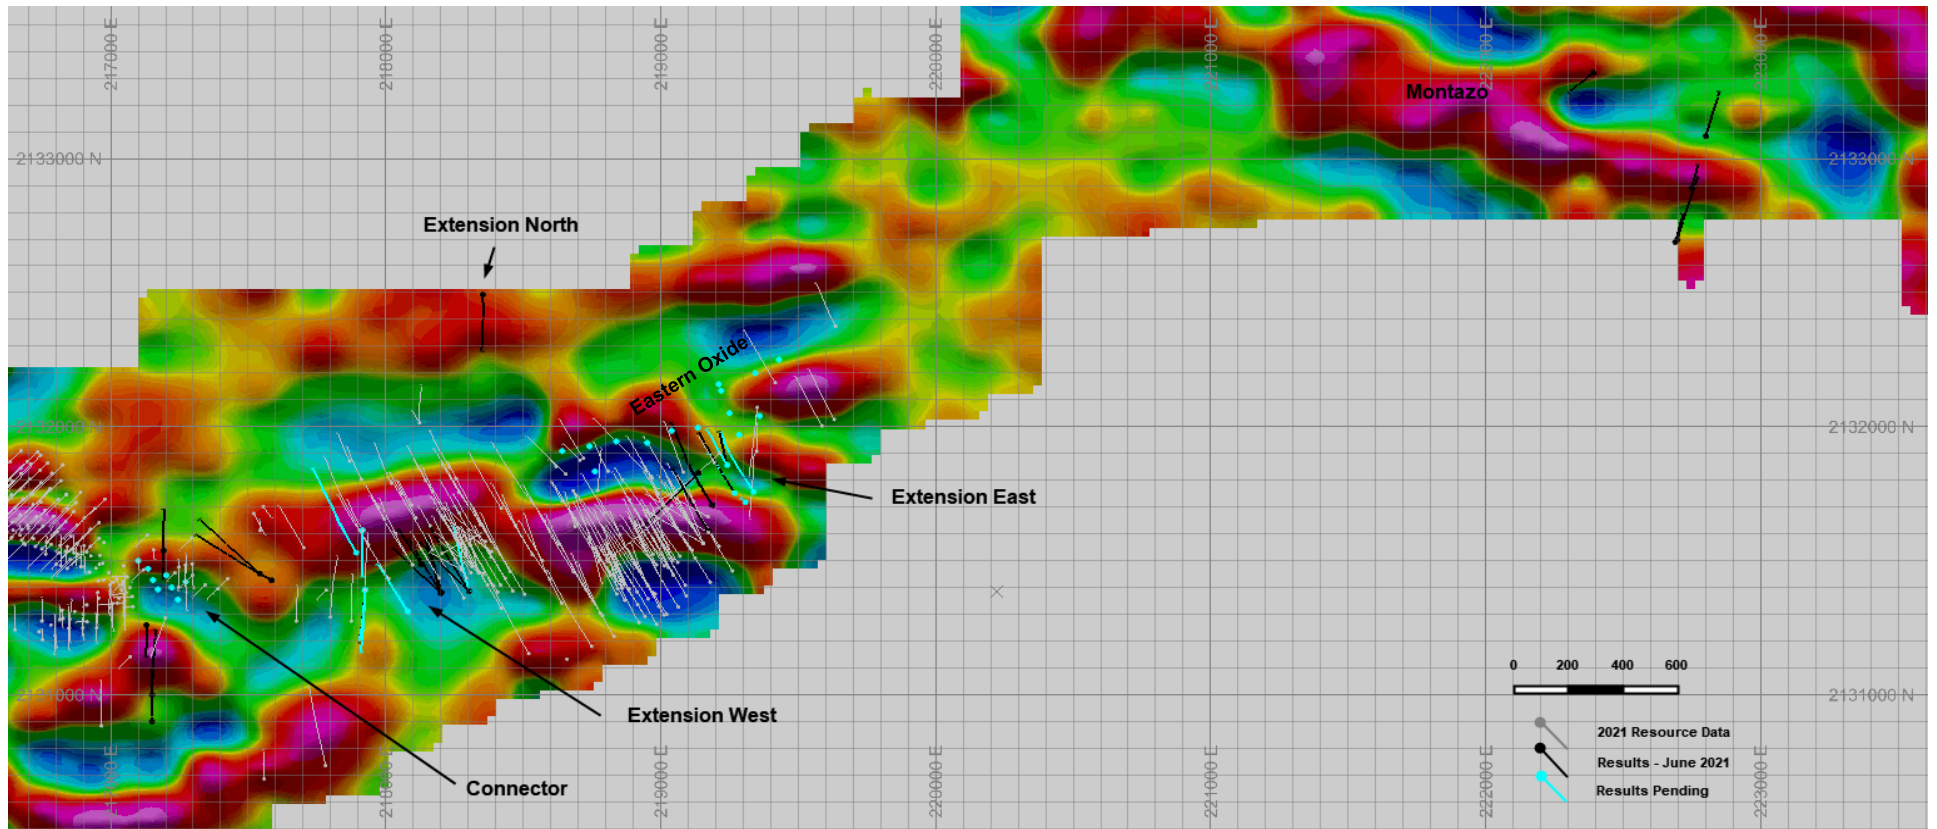 217000 E
218000 E
219000 E
220000 E
221000 E
222000 E
223000 E
Montazo
2133000 N
2133000 N
Extension North
Eastern Oxide
2132000 N
2132000 N
Extension East
0 200 400 600
2131000 N
2131000 N
Extension West
2021 Resource Data
Results - June 2021
Connector
Results Pending
217000 E
218000 E
219000 E
220000 E
221000 E
222000 E
223000 E